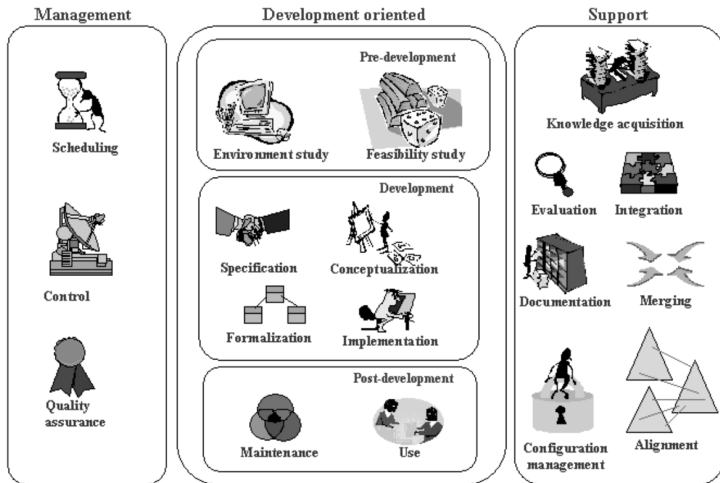 Management
Scheduling
Control
Quality
assurance
Development oriented
Pre-development
Environment study
Feasibility study
Development
Specification
Conceptualization
Formalization
Implementation
Post-development
Maintenance
Use
Support
Knowledge acquisition
Evaluation
Integration
Documentation
Merging
Configuration
management
Alignment